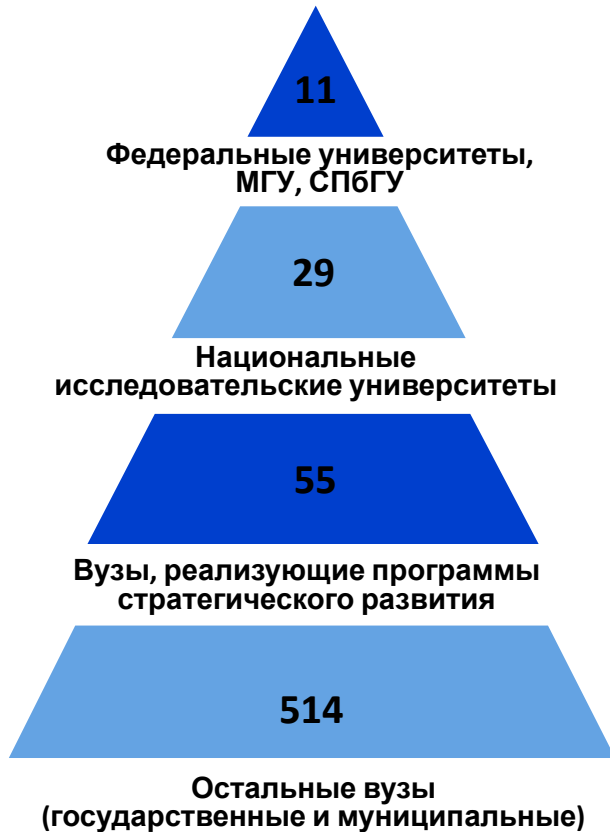 11
Федеральные университеты,
МГУ, СПбГУ
29
Национальные
исследовательские университеты
55
Вузы, реализующие программы
стратегического развития
514
Остальные вузы
(государственные и муниципальные)